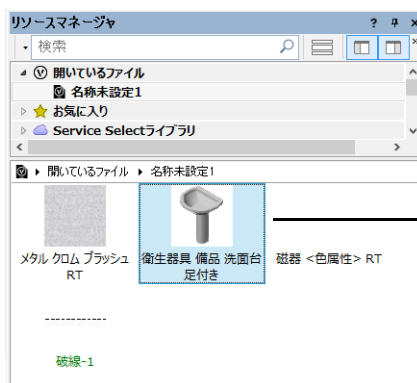 リソースマネージャ
検索
開いているファイル
名称未設定1
お気に入り
Service Selectライブラリ
開いているファイル 名称未設定1
メタル クロム ブラッシュ RT
衛生器具 備品 洗面台 足付き
磁器 <色属性> RT
破線-1